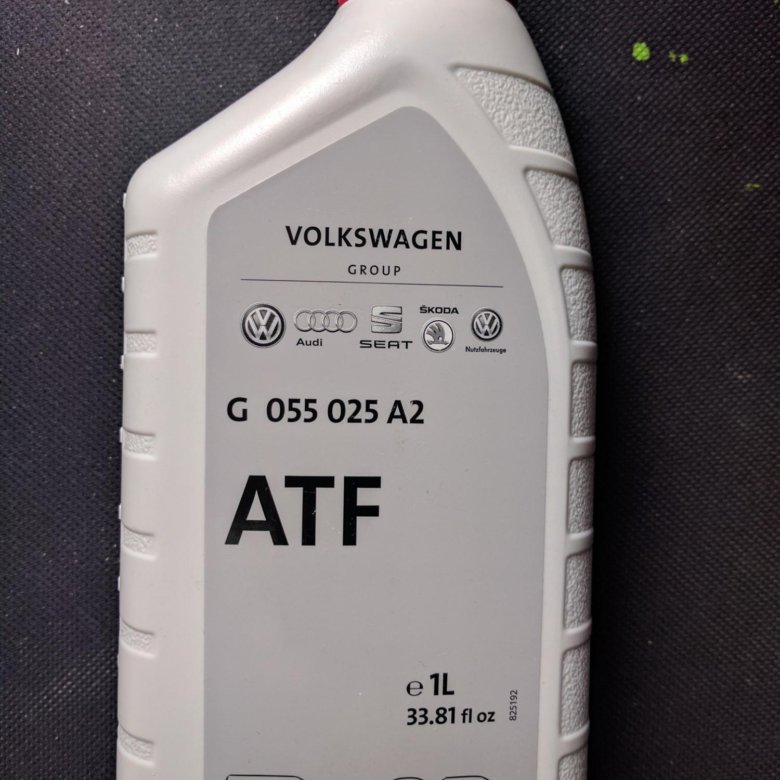 VOLKSWAGEN
GROUP
Audi
SEAT
ŠKODA
Nutzfahrzeuge
G 055 025 A2
ATF
e 1L
33.81 fl oz
825192